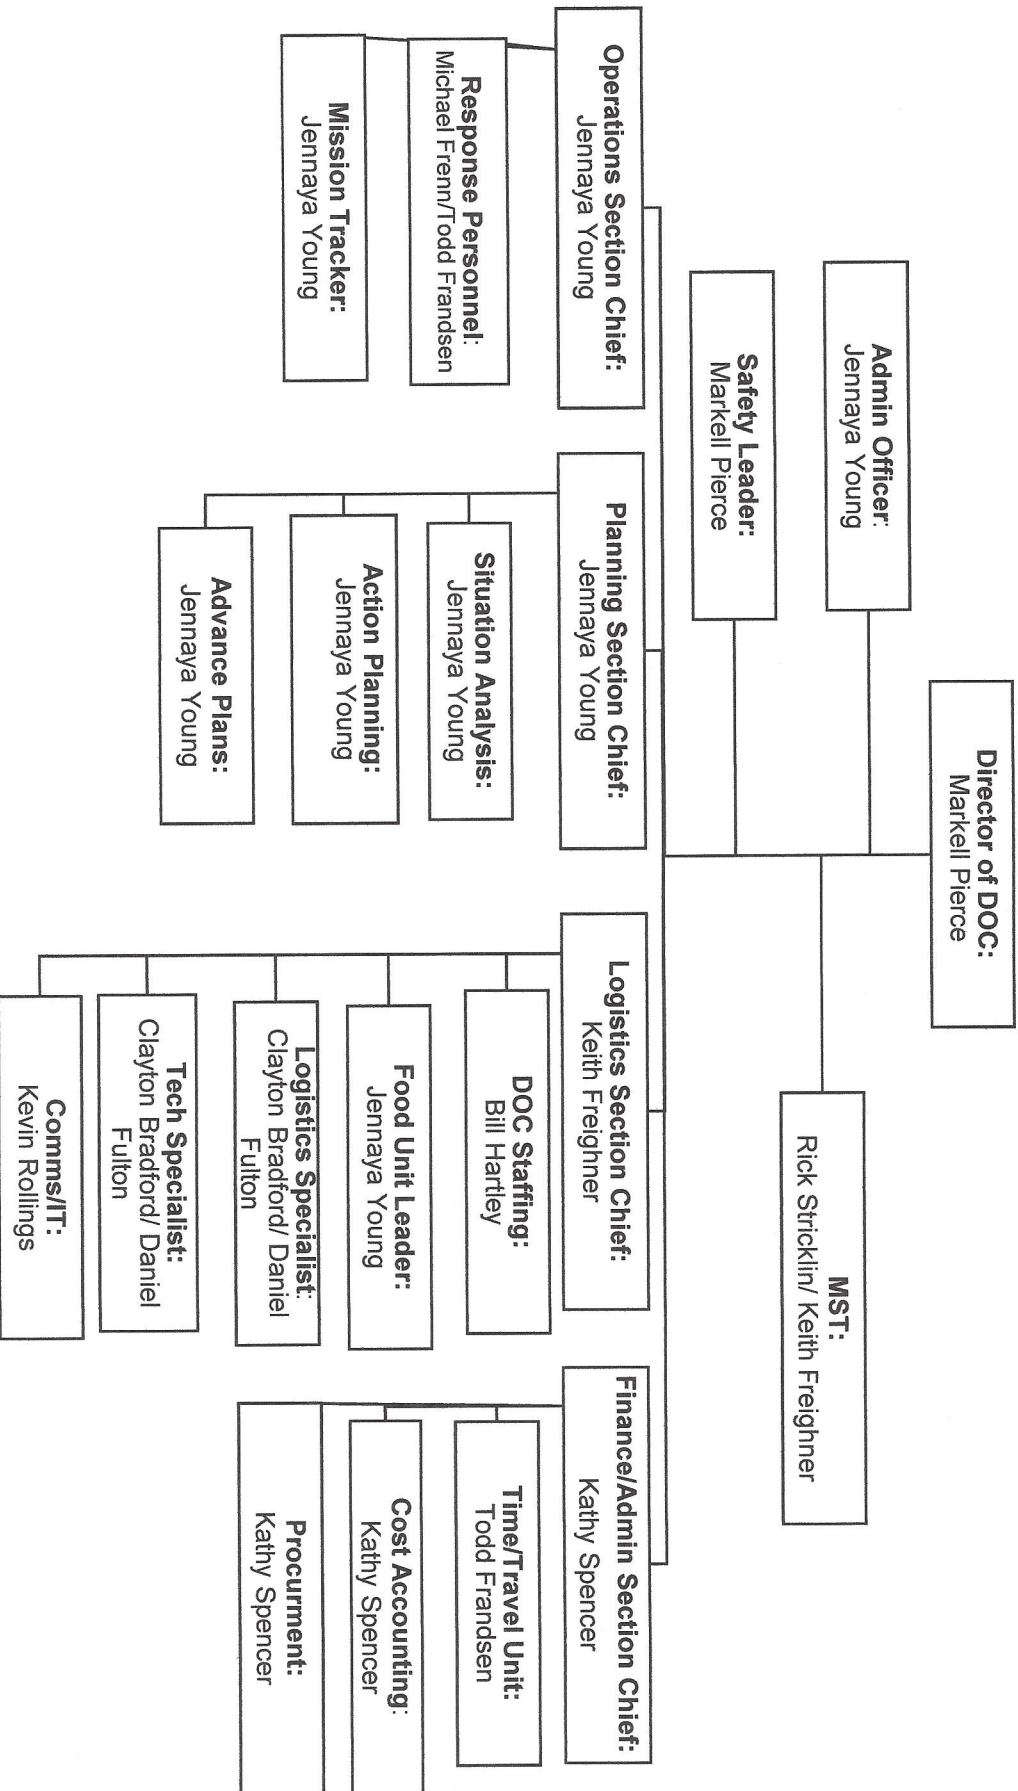 Director of DOC:
Markell Pierce
Admin Officer:
Jennaya Young
MST:
Rick Stricklin/ Keith Freighner
Safety Leader:
Markell Pierce
Operations Section Chief:
Jennaya Young
Response Personnel:
Michael Frenn/Todd Frandsen
Mission Tracker:
Jennaya Young
Planning Section Chief:
Jennaya Young
Situation Analysis:
Jennaya Young
Action Planning:
Jennaya Young
Advance Plans:
Jennaya Young
Logistics Section Chief:
Keith Freighner
DOC Staffing:
Bill Hartley
Food Unit Leader:
Jennaya Young
Logistics Specialist:
Clayton Bradford/ Daniel
Fulton
Tech Specialist:
Clayton Bradford/ Daniel
Fulton
Comms/IT:
Kevin Rollings
Finance/Admin Section Chief:
Kathy Spencer
Time/Travel Unit:
Todd Frandsen
Cost Accounting:
Kathy Spencer
Procurment:
Kathy Spencer